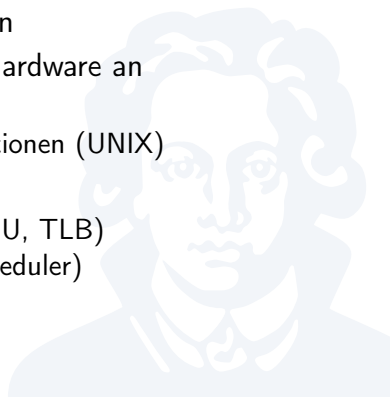 n
ardware an
ionen (UNIX)
U, TLB)
eduler)